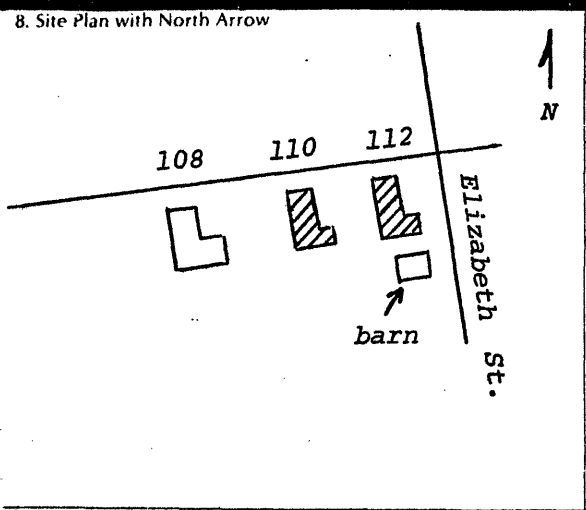 8. Site Plan with North Arrow
N
108 110 112
Elizabeth St.
barn